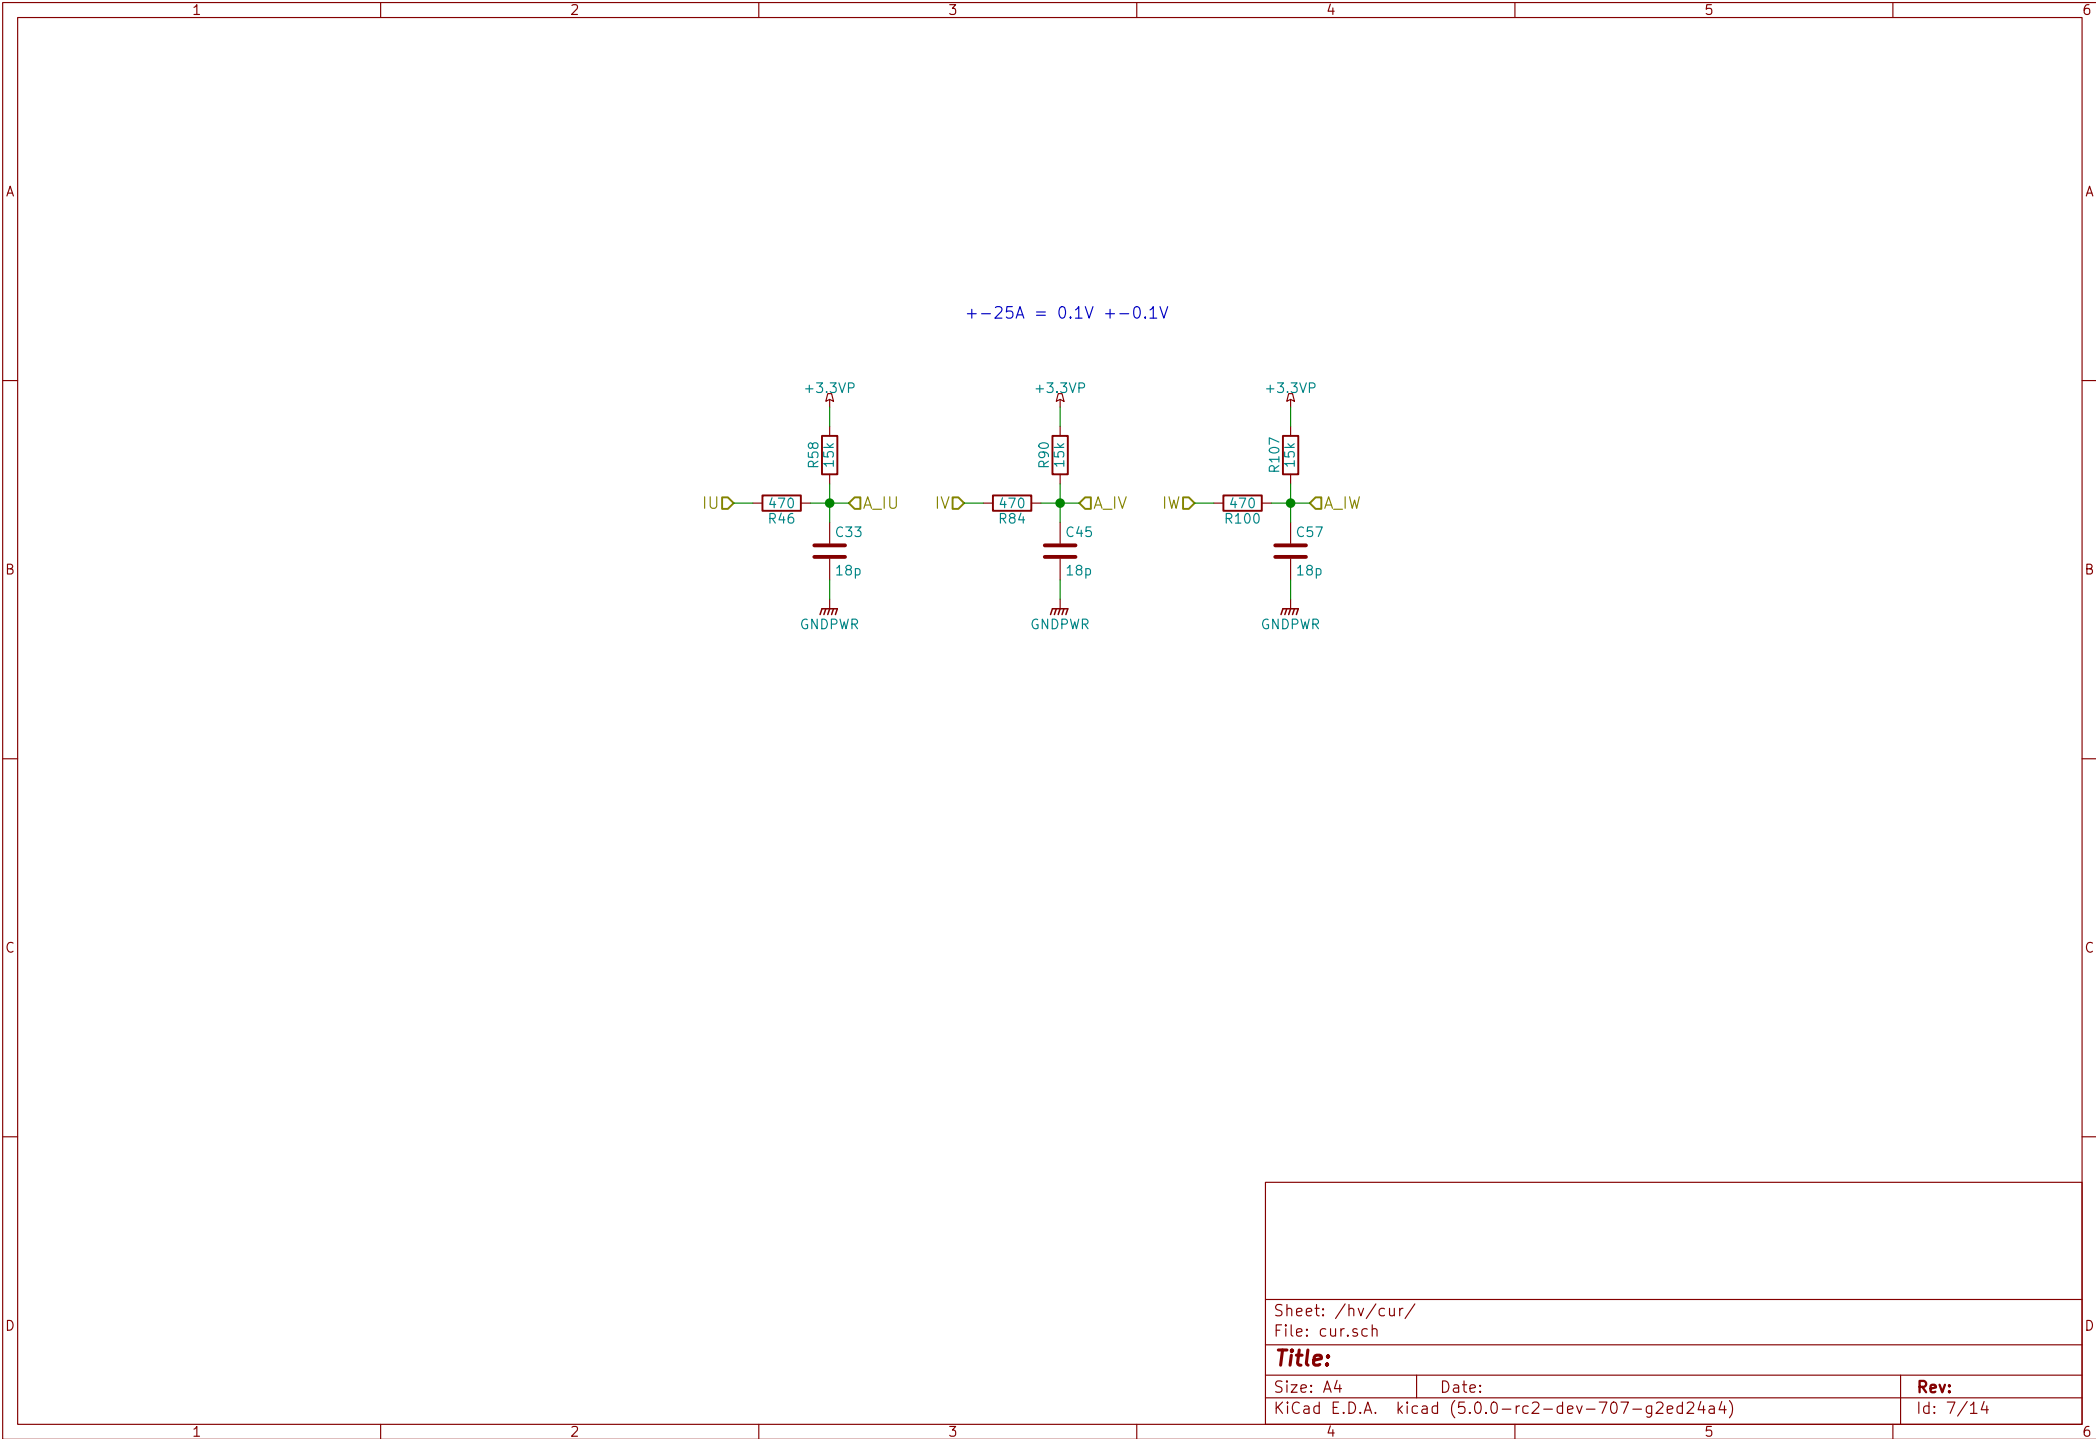 1 2 3 4 5 6
A A
+-25A = 0.1V +-0.1V
+3.3VP +3.3VP +3.3VP
R58 15k R90 15k R107 15k
IU 470 A_IU IV 470 A_IV IW 470 A_IW
R46 R84 R100
C33 C45 C57
B B
18p 18p 18p
GNDPWR GNDPWR GNDPWR
C C
Sheet: /hv/cur/
D D
File: cur.sch
Title:
Size: A4 Date: Rev:
KiCad E.D.A. kicad (5.0.0-rc2-dev-707-g2ed24a4) Id: 7/14
1 2 3 4 5 6